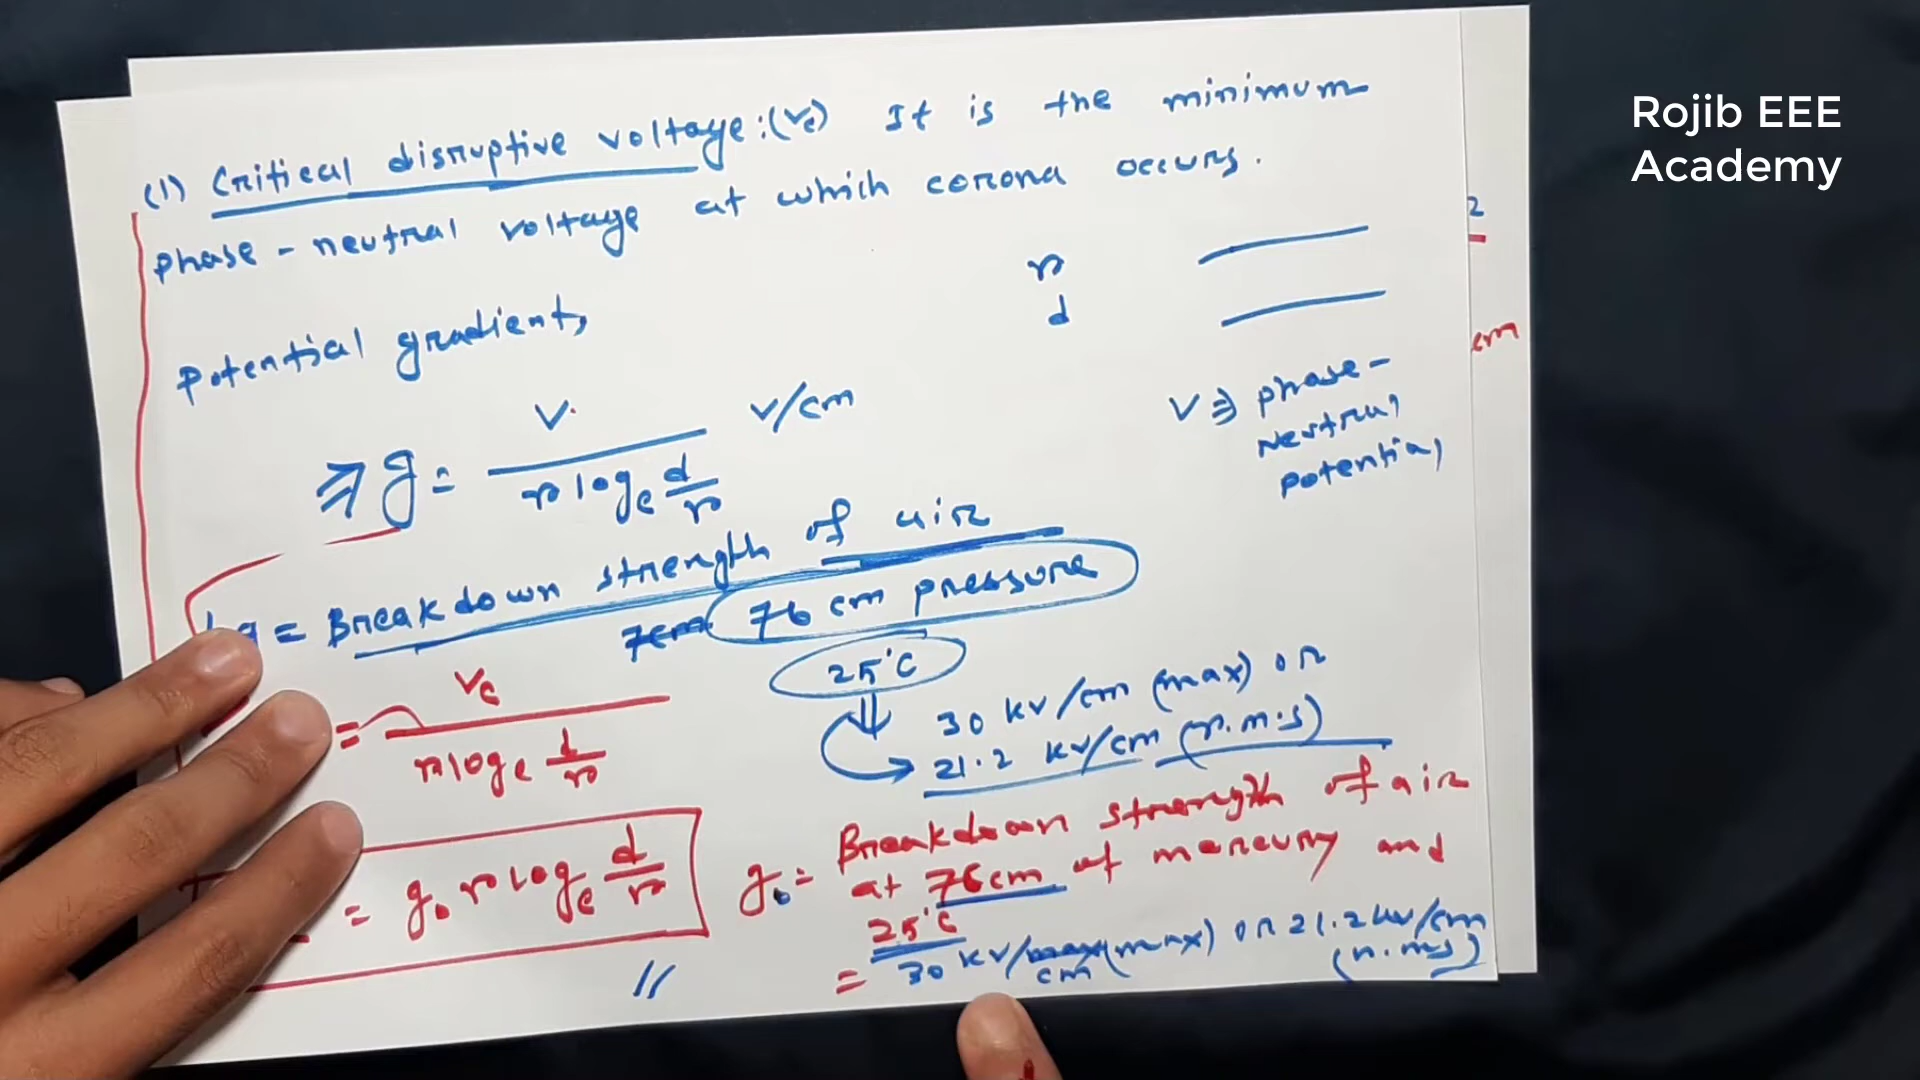 Rojib EEE
Academy
(1) Critical disruptive voltage:(Vc) It is the minimum
phase-neutral voltage at which corona occurs.
r
d
Potential gradient,
g = V / r loge d/r V/cm
V ⇒ phase-
Neutral
potential
g = Breakdown strength of air
76 cm pressure
25°C
30 kv/cm (max) or
21.2 kv/cm (r.m.s)
= Vc / r loge d/r
= g0 r loge d/r
g0 = Breakdown strength of air
at 76cm of mercury and
25°C
= 30 kv/cm (max) or 21.2 kv/cm
(r.m.s)
2
cm